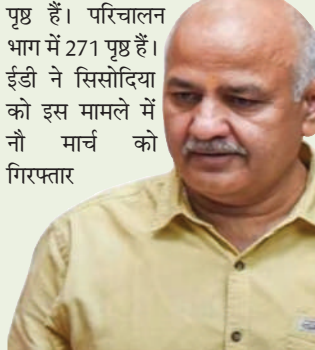 पृष्ठ हैं। परिचालन
भाग में 271 पृष्ठ हैं।
ईडी ने सिसोदिया
को इस मामले में
नौ मार्च को
गिरफ्तार